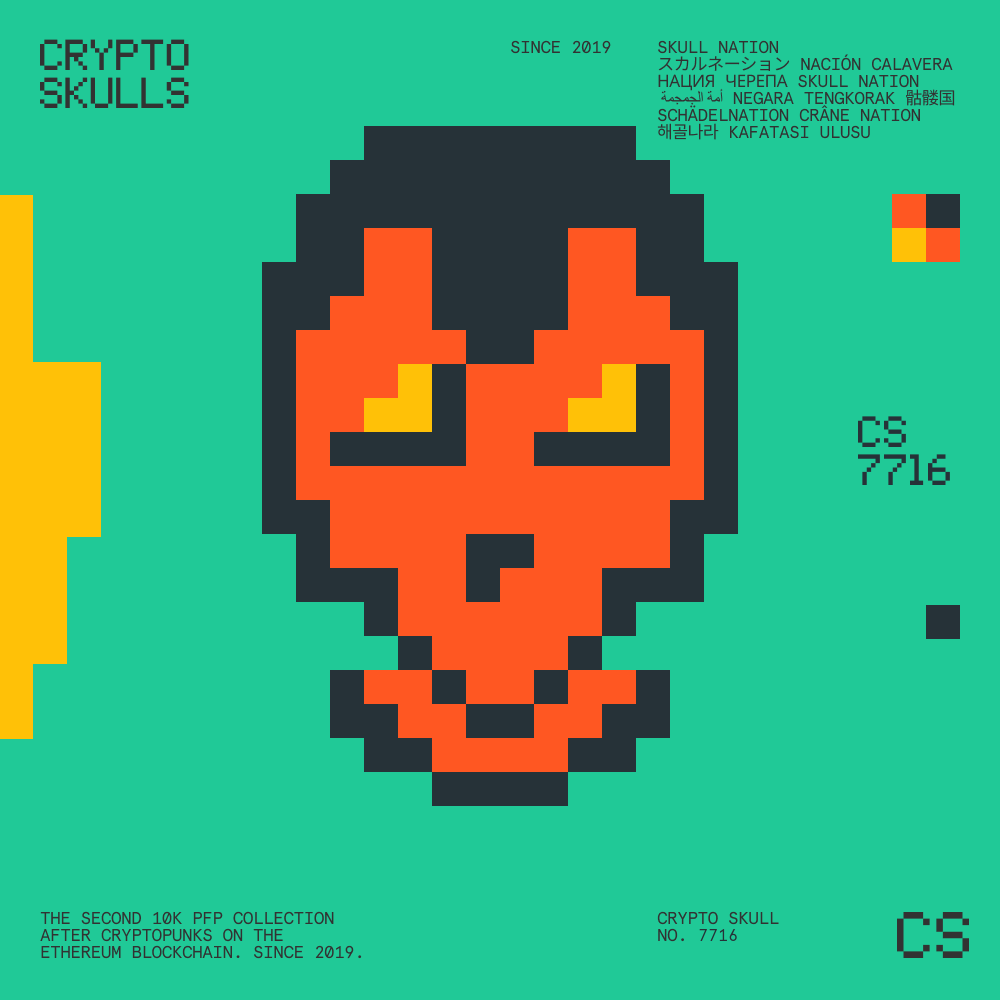 CRYPTO
SKULLS
SINCE 2019
SKULL NATION
スカルネーション NACIÓN CALAVERA
НАЦИЯ ЧЕРЕПА SKULL NATION
أمة الجمجمة NEGARA TENGKORAK 骷髅国
SCHÄDELNATION CRÂNE NATION
해골나라 KAFATASI ULUSU
CS
7716
THE SECOND 10K PFP COLLECTION
AFTER CRYPTOPUNKS ON THE
ETHEREUM BLOCKCHAIN. SINCE 2019.
CRYPTO SKULL
NO. 7716
CS